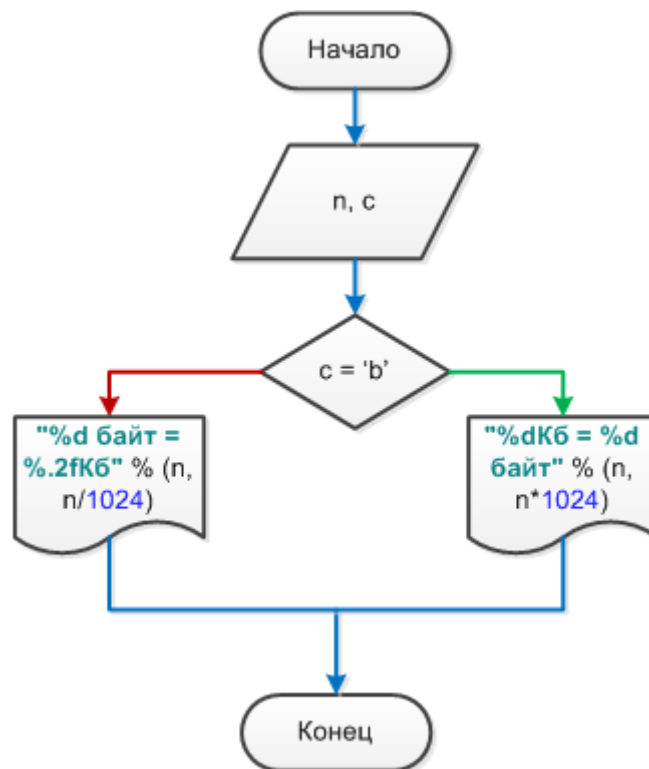 Начало
n, c
c = ‘b’
"%d байт =
%.2fКб" % (n,
n/1024)
"%dКб = %d
байт" % (n,
n*1024)
Конец